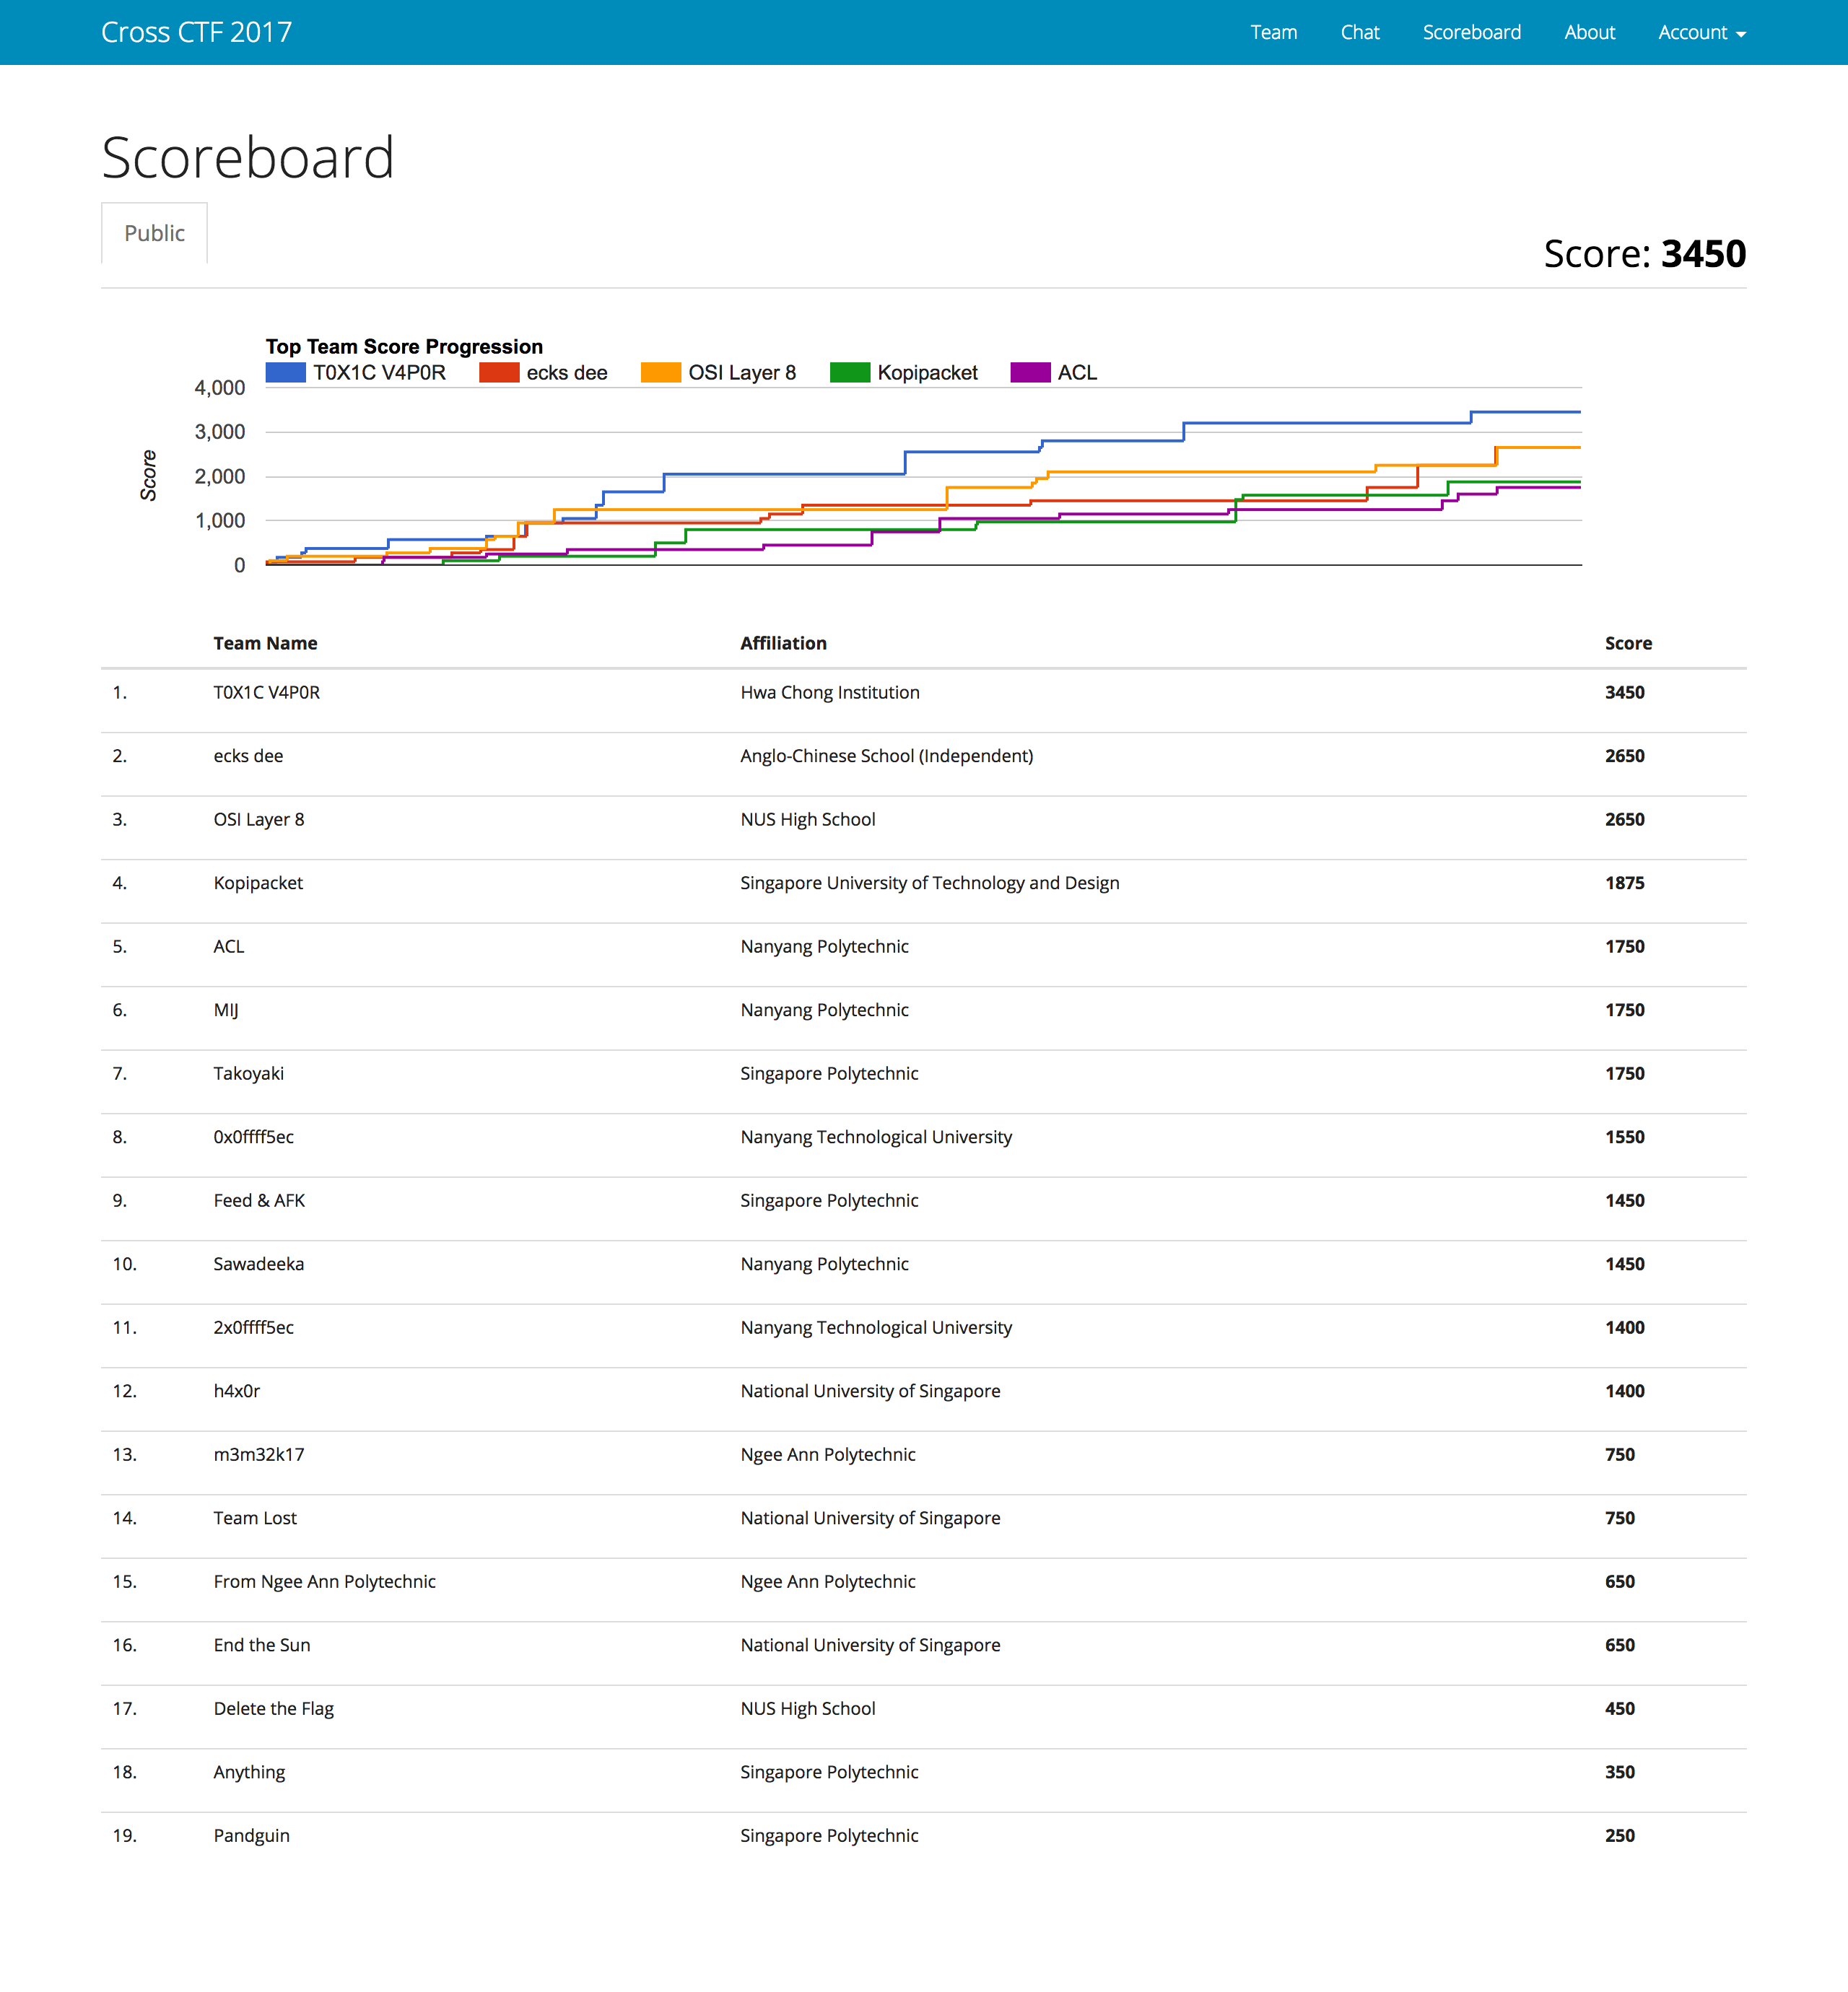 Cross CTF 2017 Team Chat Scoreboard About Account
Scoreboard
Public
Score: 3450
Top Team Score Progression
T0X1C V4P0R ecks dee OSI Layer 8 Kopipacket ACL
4,000
3,000
2,000
1,000
0
Score
Team Name Affiliation Score
1. T0X1C V4P0R Hwa Chong Institution 3450
2. ecks dee Anglo-Chinese School (Independent) 2650
3. OSI Layer 8 NUS High School 2650
4. Kopipacket Singapore University of Technology and Design 1875
5. ACL Nanyang Polytechnic 1750
6. MIJ Nanyang Polytechnic 1750
7. Takoyaki Singapore Polytechnic 1750
8. 0x0ffff5ec Nanyang Technological University 1550
9. Feed & AFK Singapore Polytechnic 1450
10. Sawadeeka Nanyang Polytechnic 1450
11. 2x0ffff5ec Nanyang Technological University 1400
12. h4x0r National University of Singapore 1400
13. m3m32k17 Ngee Ann Polytechnic 750
14. Team Lost National University of Singapore 750
15. From Ngee Ann Polytechnic Ngee Ann Polytechnic 650
16. End the Sun National University of Singapore 650
17. Delete the Flag NUS High School 450
18. Anything Singapore Polytechnic 350
19. Pandguin Singapore Polytechnic 250